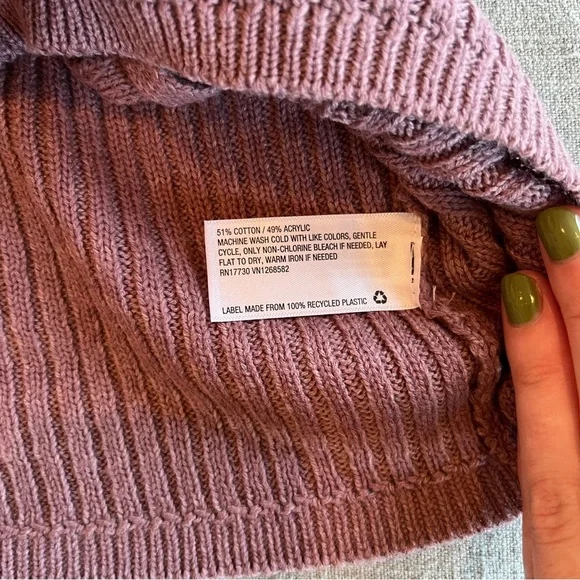 51% COTTON / 49% ACRYLIC
MACHINE WASH COLD WITH LIKE COLORS, GENTLE
CYCLE, ONLY NON-CHLORINE BLEACH IF NEEDED, LAY
FLAT TO DRY, WARM IRON IF NEEDED
RN17730 VN1268582
LABEL MADE FROM 100% RECYCLED PLASTIC